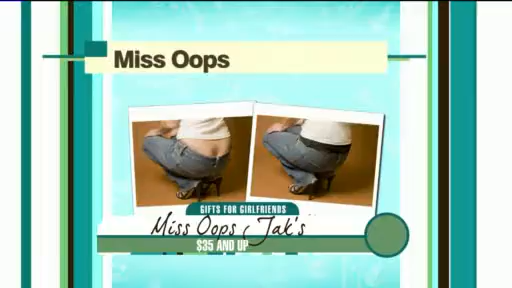 Miss Oops
GIFTS FOR GIRLFRIENDS
Miss Oops Jak's
$35 AND UP